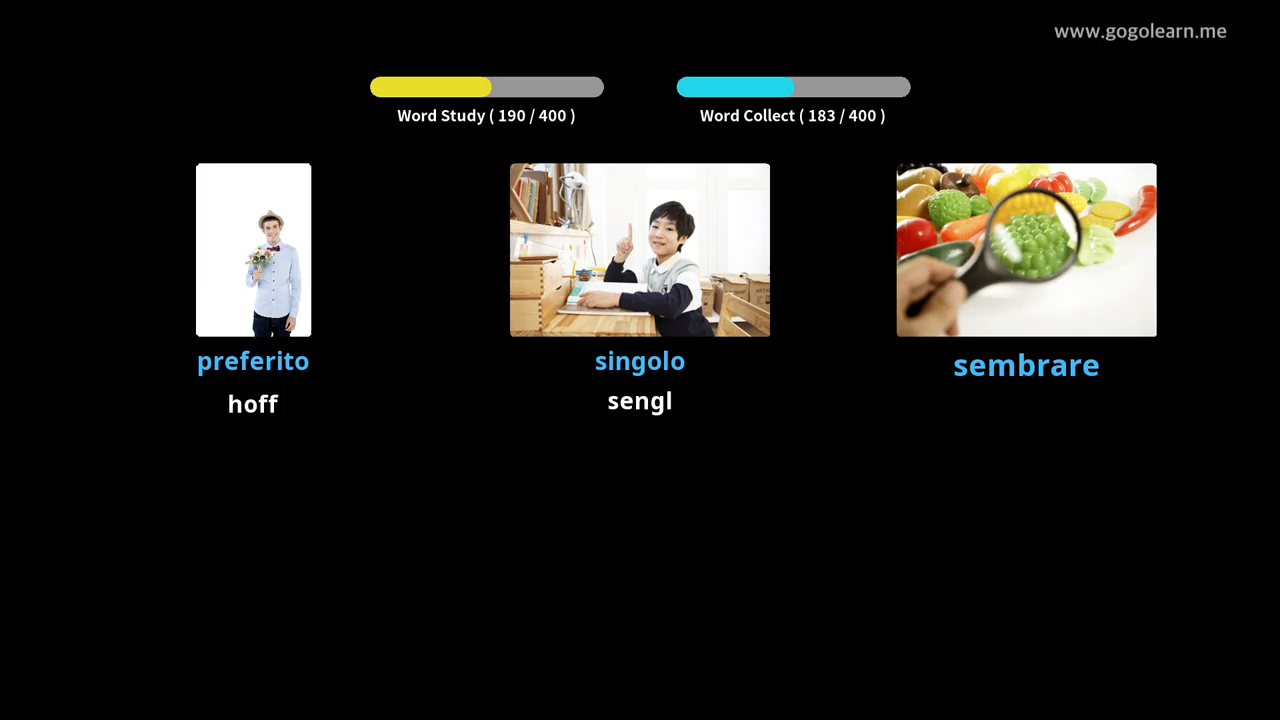 www.gogolearn.me
Word Study ( 190 / 400 )
Word Collect ( 183 / 400 )
preferito
hoff
singolo
sengl
sembrare